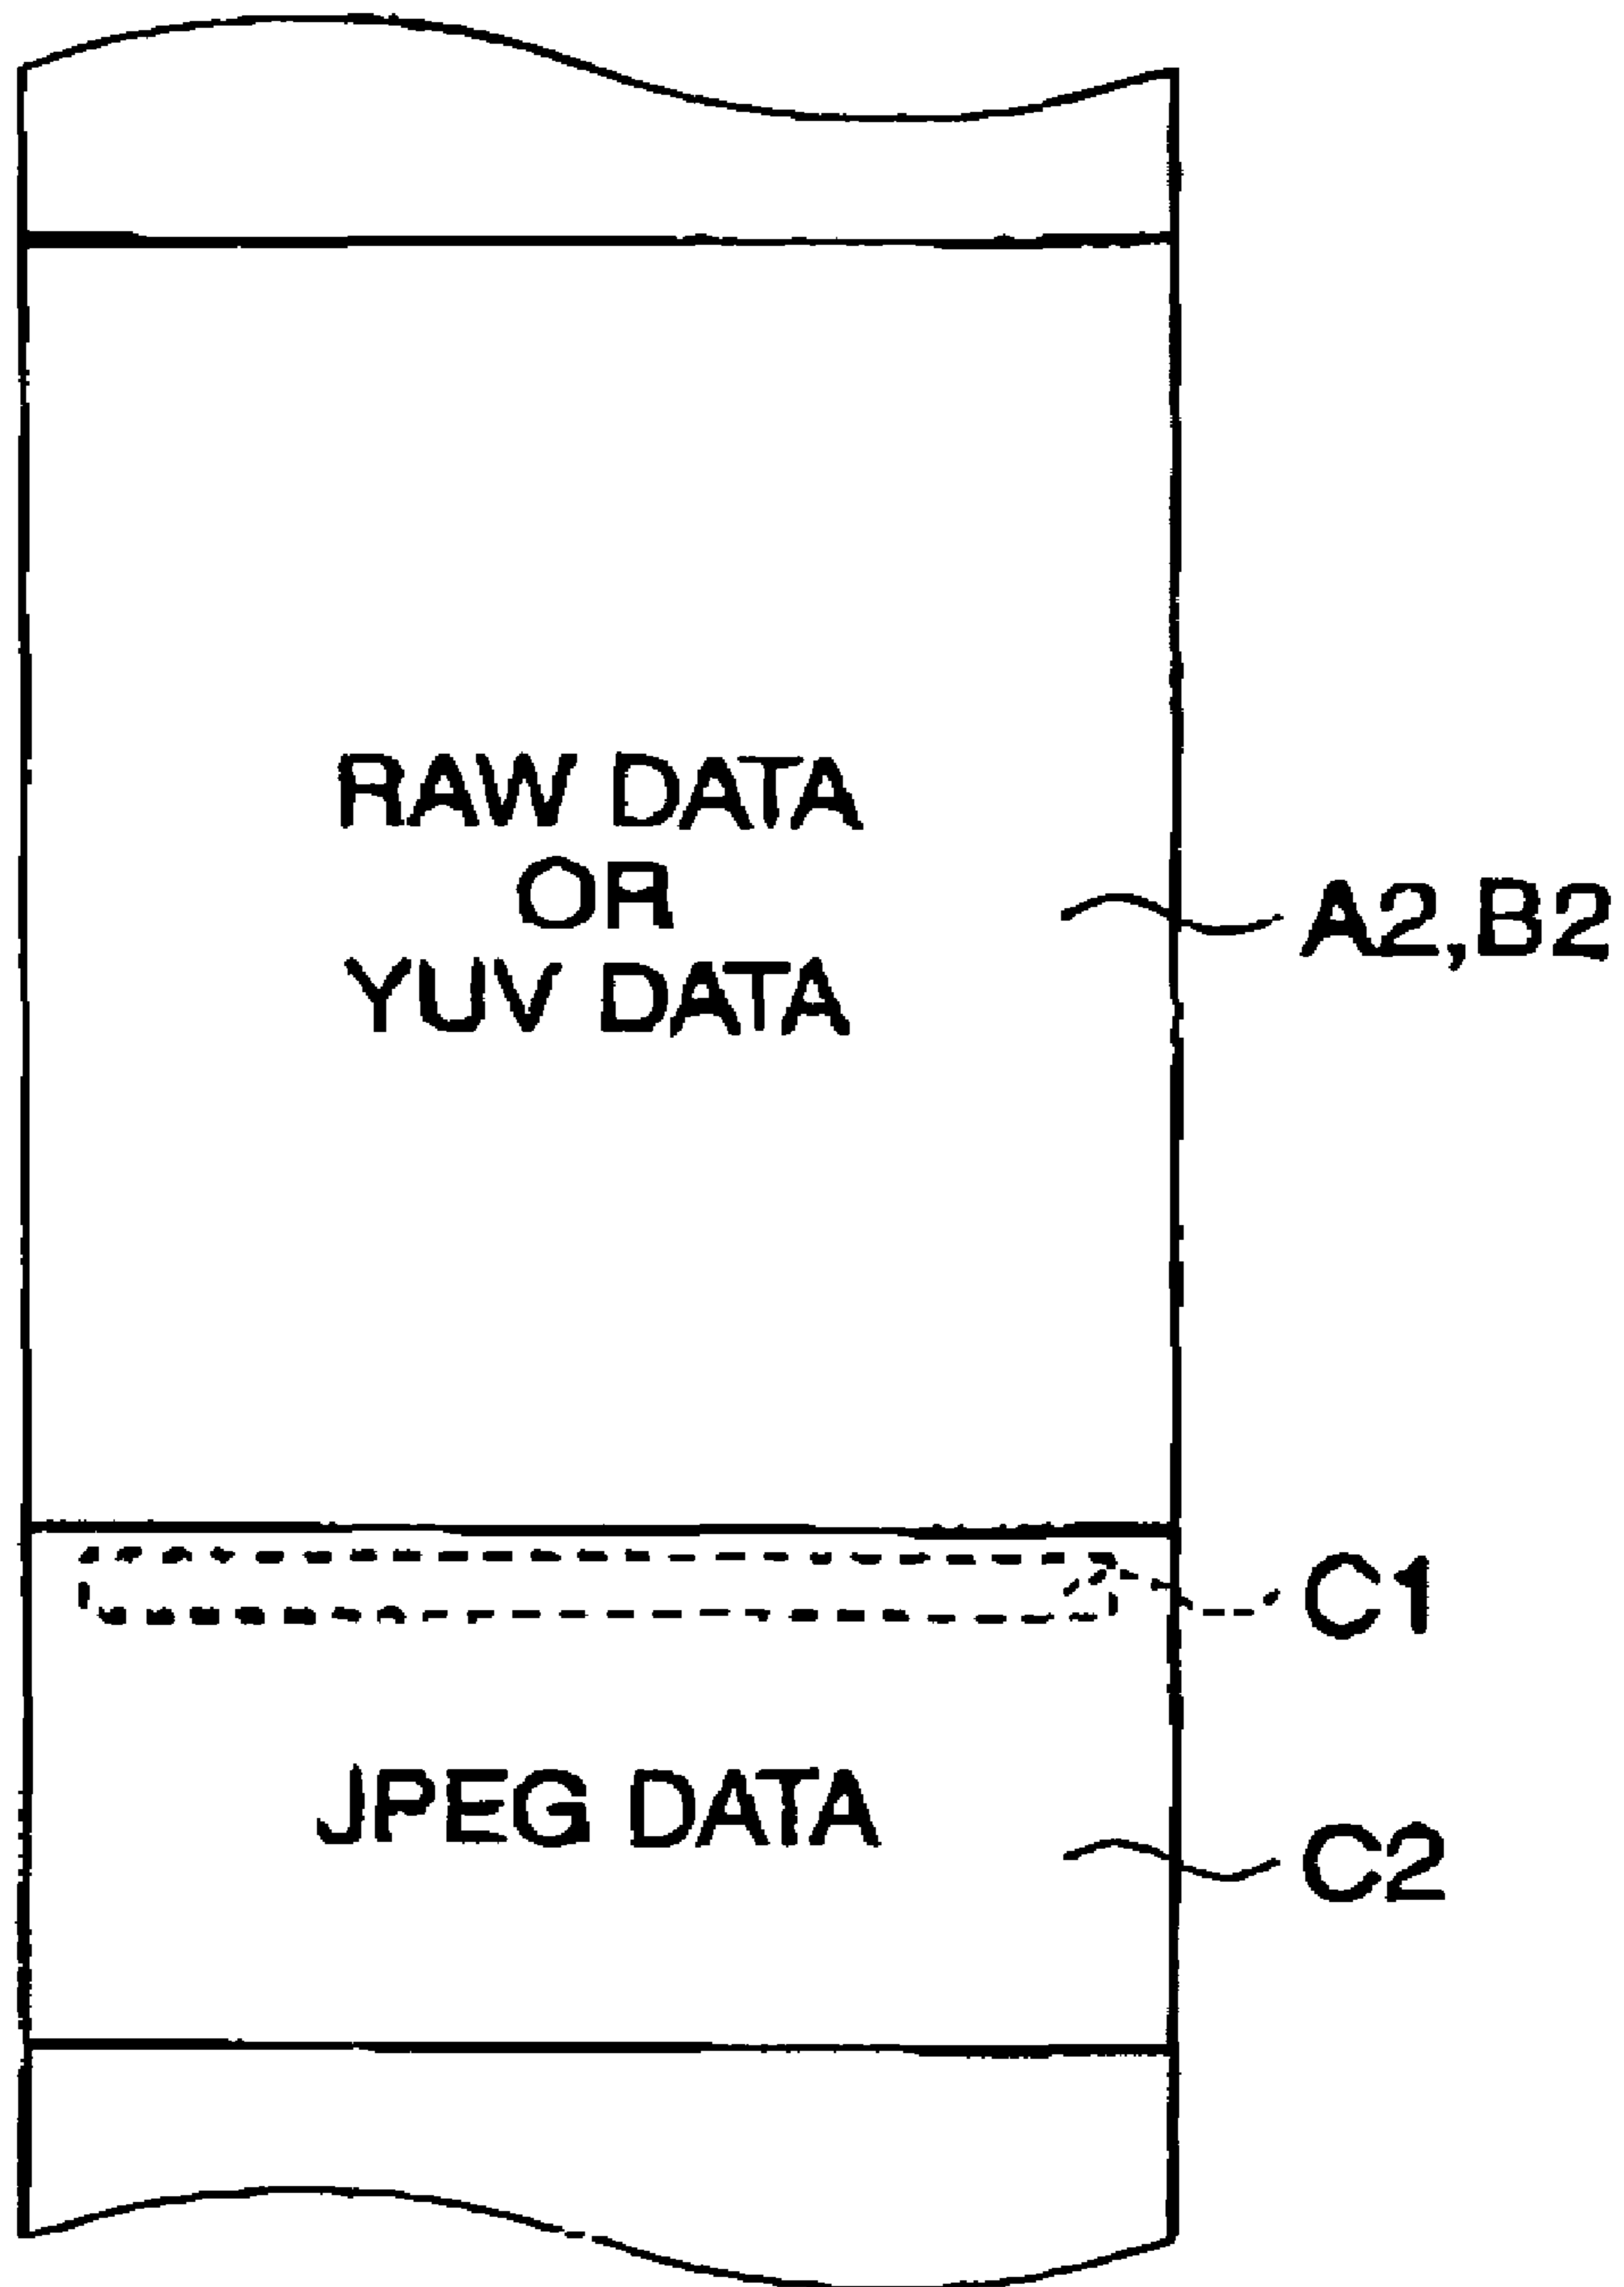 RAW DATA
OR
YUV DATA
A2,B2
C1
JPEG DATA
C2